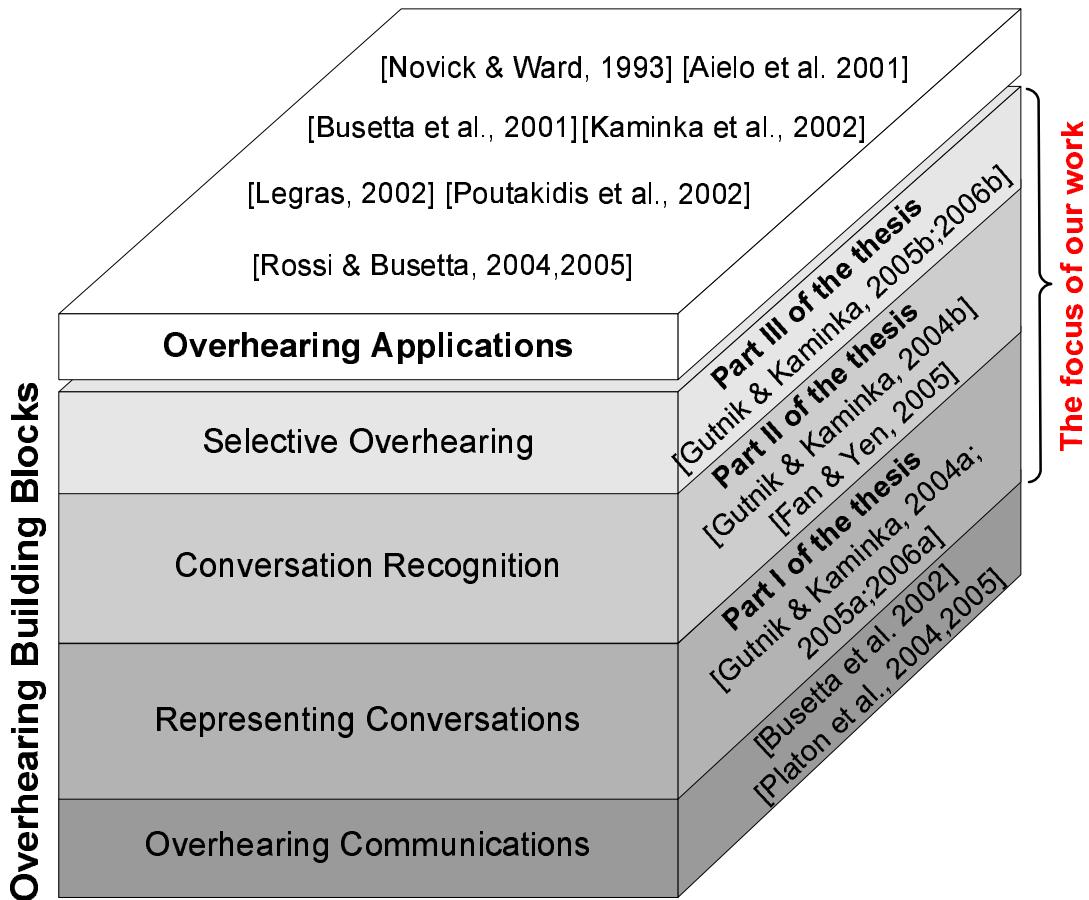 [Novick & Ward, 1993] [Aielo et al. 2001]
[Busetta et al., 2001] [Kaminka et al., 2002]
[Legras, 2002] [Poutakidis et al., 2002]
[Rossi & Busetta, 2004,2005]
Overhearing Applications
Selective Overhearing
Conversation Recognition
Representing Conversations
Overhearing Communications
Overhearing Building Blocks
Part III of the thesis
[Gutnik & Kaminka, 2005b;2006b]
Part II of the thesis
[Gutnik & Kaminka, 2004b]
[Fan & Yen, 2005]
Part I of the thesis
[Gutnik & Kaminka, 2004a;
2005a;2006a]
[Busetta et al. 2002]
[Platon et al., 2004,2005]
The focus of our work